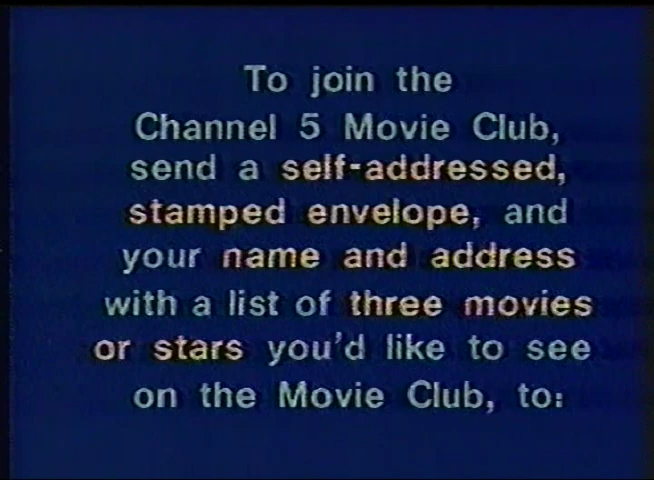 To join the
Channel 5 Movie Club,
send a self-addressed,
stamped envelope, and
your name and address
with a list of three movies
or stars you'd like to see
on the Movie Club, to: